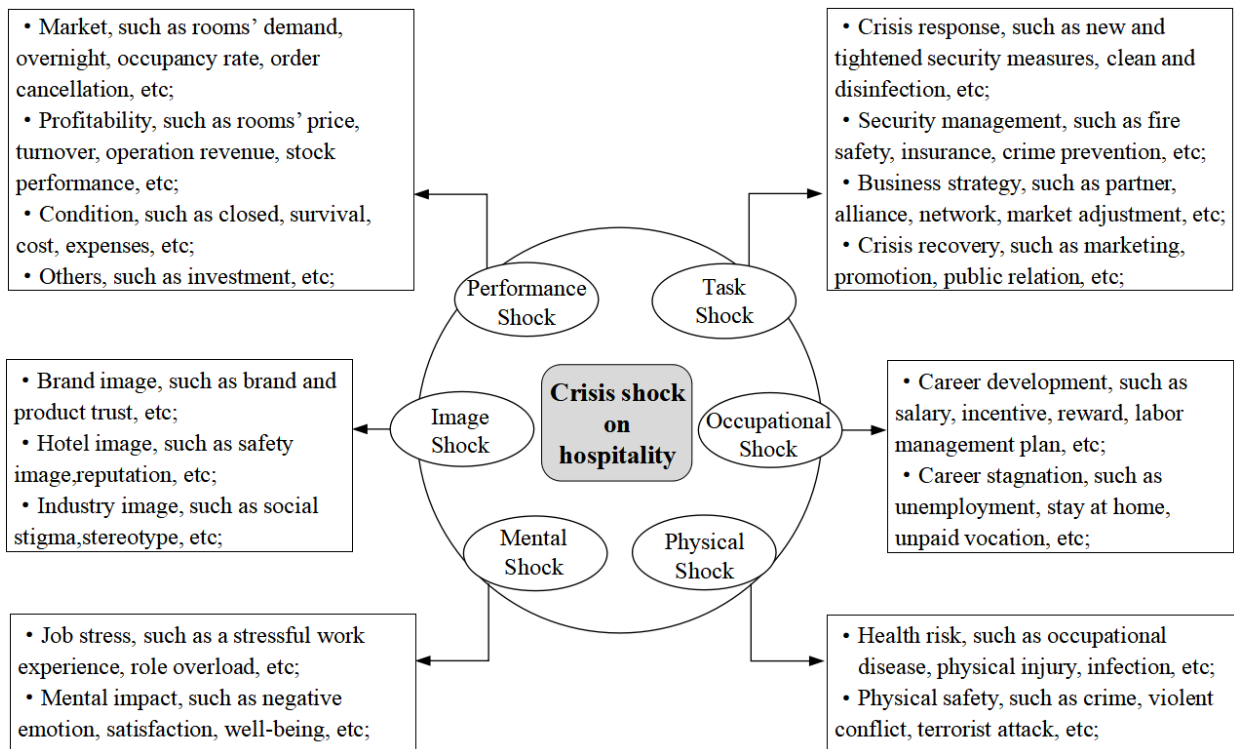 • Market, such as rooms' demand,
overnight, occupancy rate, order
cancellation, etc;
• Profitability, such as rooms' price,
turnover, operation revenue, stock
performance, etc;
• Condition, such as closed, survival,
cost, expenses, etc;
• Others, such as investment, etc;
• Crisis response, such as new and
tightened security measures, clean and
disinfection, etc;
• Security management, such as fire
safety, insurance, crime prevention, etc;
• Business strategy, such as partner,
alliance, network, market adjustment, etc;
• Crisis recovery, such as marketing,
promotion, public relation, etc;
Performance
Shock
Task
Shock
• Brand image, such as brand and
product trust, etc;
• Hotel image, such as safety
image,reputation, etc;
• Industry image, such as social
stigma,stereotype, etc;
Image
Shock
Crisis shock
on
hospitality
Occupational
Shock
• Career development, such as
salary, incentive, reward, labor
management plan, etc;
• Career stagnation, such as
unemployment, stay at home,
unpaid vocation, etc;
Mental
Shock
Physical
Shock
• Job stress, such as a stressful work
experience, role overload, etc;
• Mental impact, such as negative
emotion, satisfaction, well-being, etc;
• Health risk, such as occupational
disease, physical injury, infection, etc;
• Physical safety, such as crime, violent
conflict, terrorist attack, etc;